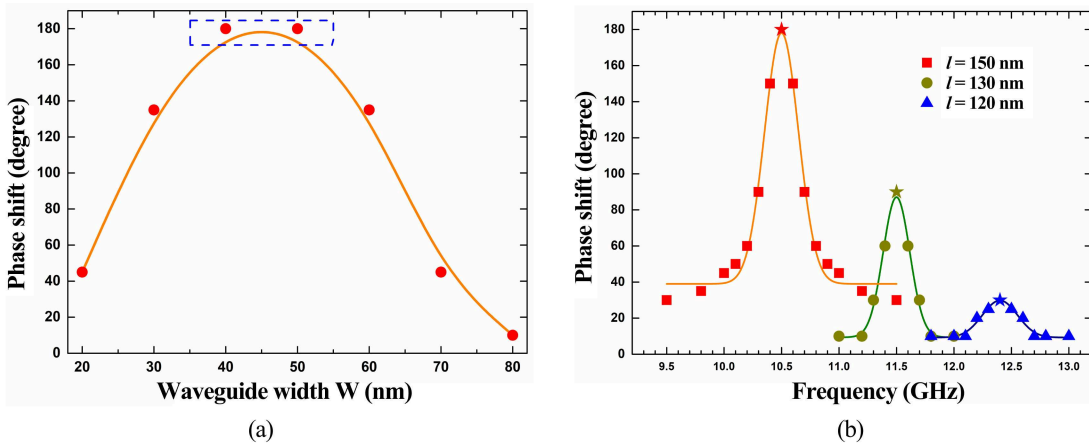 180
160
140
120
100
80
60
40
20
0
Phase shift (degree)
20 30 40 50 60 70 80
Waveguide width W (nm)
(a)
180
160
140
120
100
80
60
40
20
0
Phase shift (degree)
l = 150 nm
l = 130 nm
l = 120 nm
9.5 10.0 10.5 11.0 11.5 12.0 12.5 13.0
Frequency (GHz)
(b)